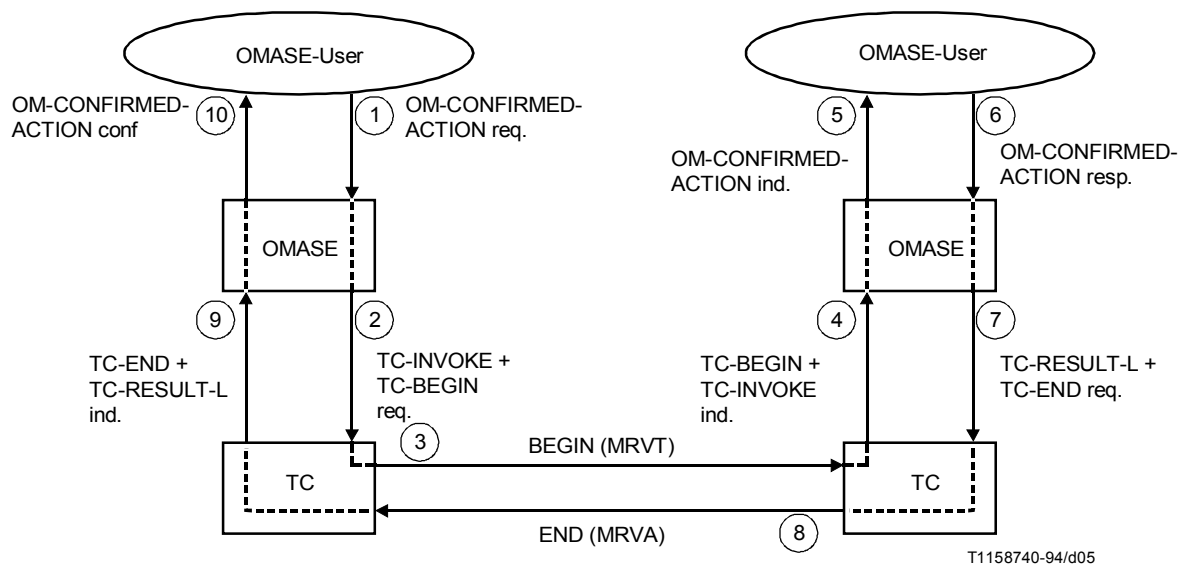 OMASE-User
OMASE-User
OM-CONFIRMED-
ACTION conf
10
1
OM-CONFIRMED-
ACTION req.
5
6
OM-CONFIRMED-
ACTION ind.
OM-CONFIRMED-
ACTION resp.
OMASE
OMASE
9
2
4
7
TC-END +
TC-RESULT-L
ind.
TC-INVOKE +
TC-BEGIN
req.
TC-BEGIN +
TC-INVOKE
ind.
TC-RESULT-L +
TC-END req.
3
BEGIN (MRVT)
TC
TC
END (MRVA)
8
T1158740-94/d05